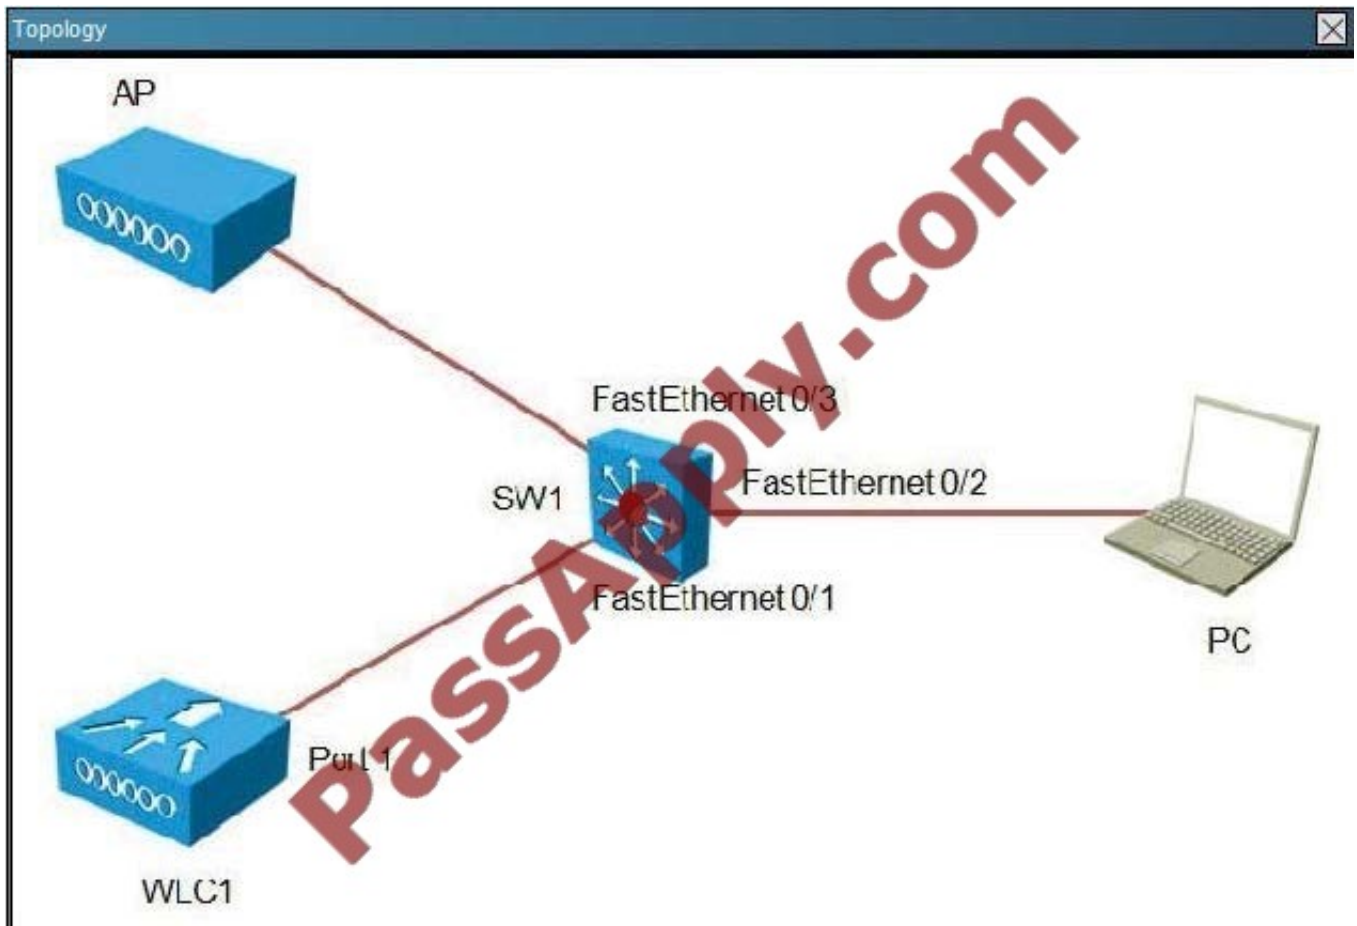 Topology
AP
FastEthernet 0/3
SW1
FastEthernet 0/2
FastEthernet 0/1
PC
Port 1
WLC1
PassApply.com